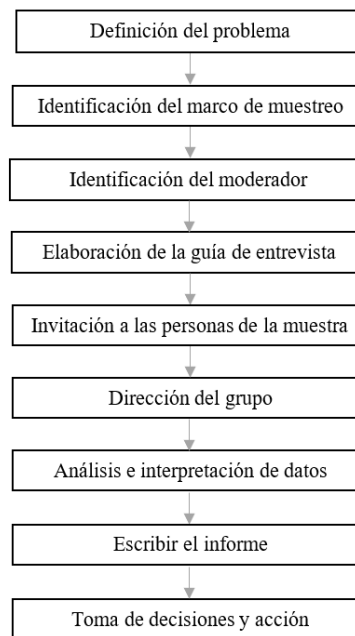 Definición del problema
Identificación del marco de muestreo
Identificación del moderador
Elaboración de la guía de entrevista
Invitación a las personas de la muestra
Dirección del grupo
Análisis e interpretación de datos
Escribir el informe
Toma de decisiones y acción